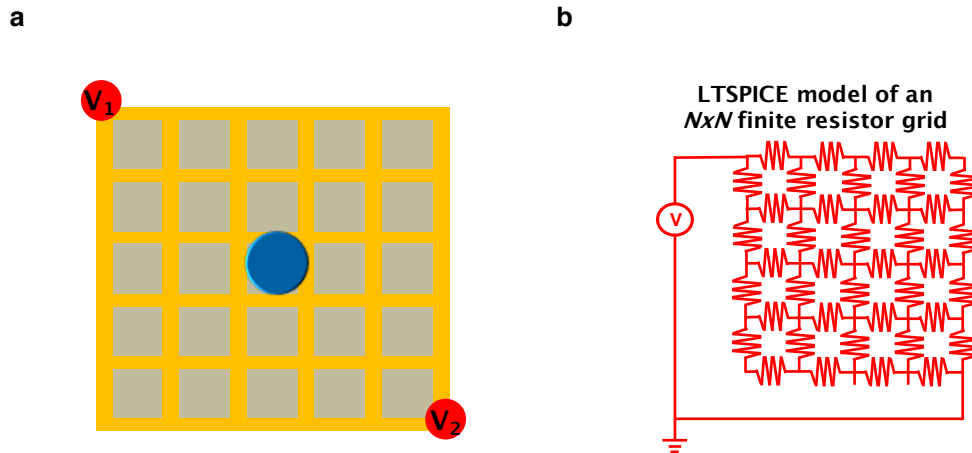 a
b
V1
V2
LTSPICE model of an
NxN finite resistor grid
V